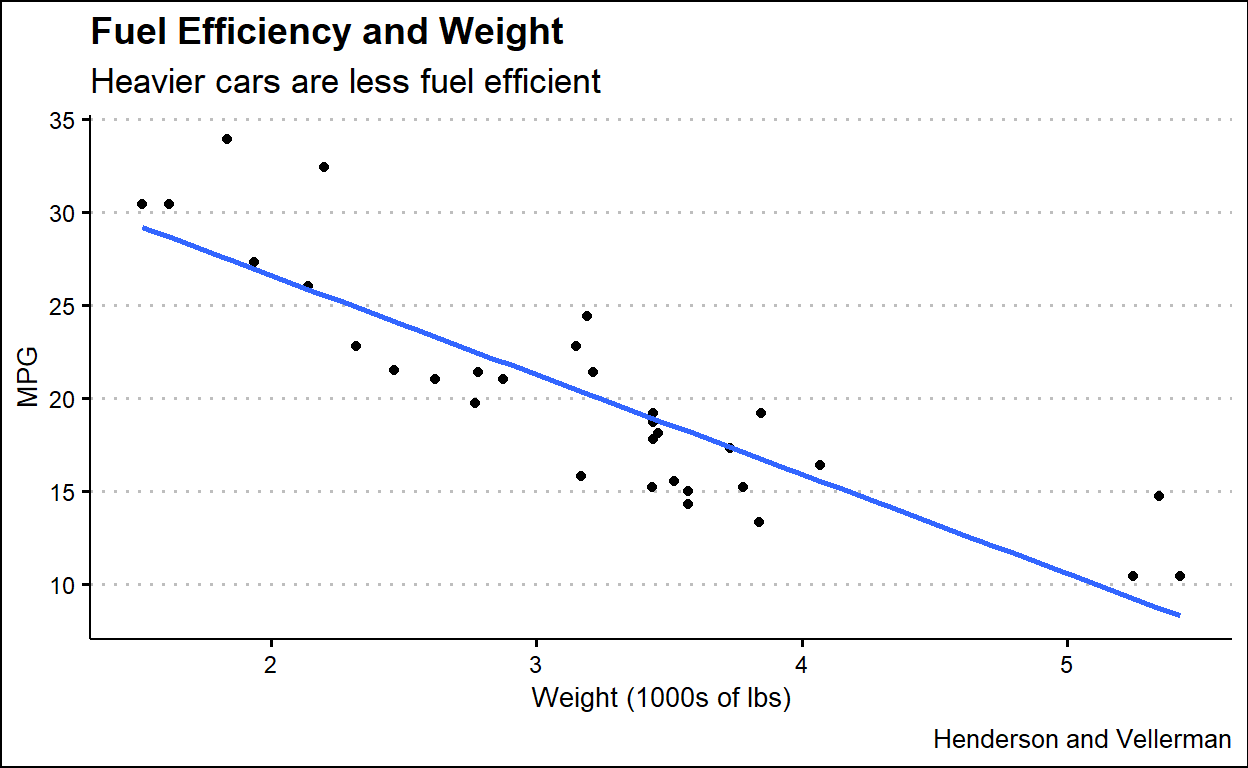 Fuel Efficiency and Weight
Heavier cars are less fuel efficient
35
30
25
20
15
10
MPG
2 3 4 5
Weight (1000s of lbs)
Henderson and Vellerman